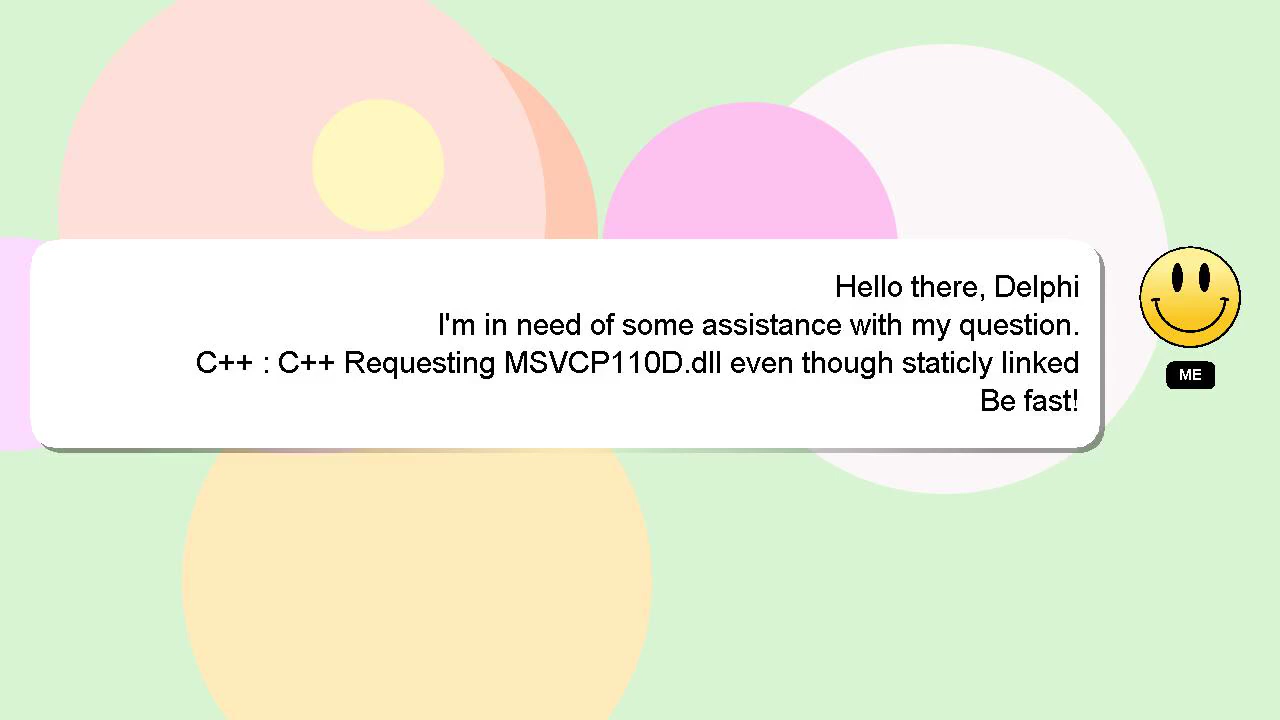 Hello there, Delphi
I'm in need of some assistance with my question.
C++ : C++ Requesting MSVCP110D.dll even though staticly linked
Be fast!
ME